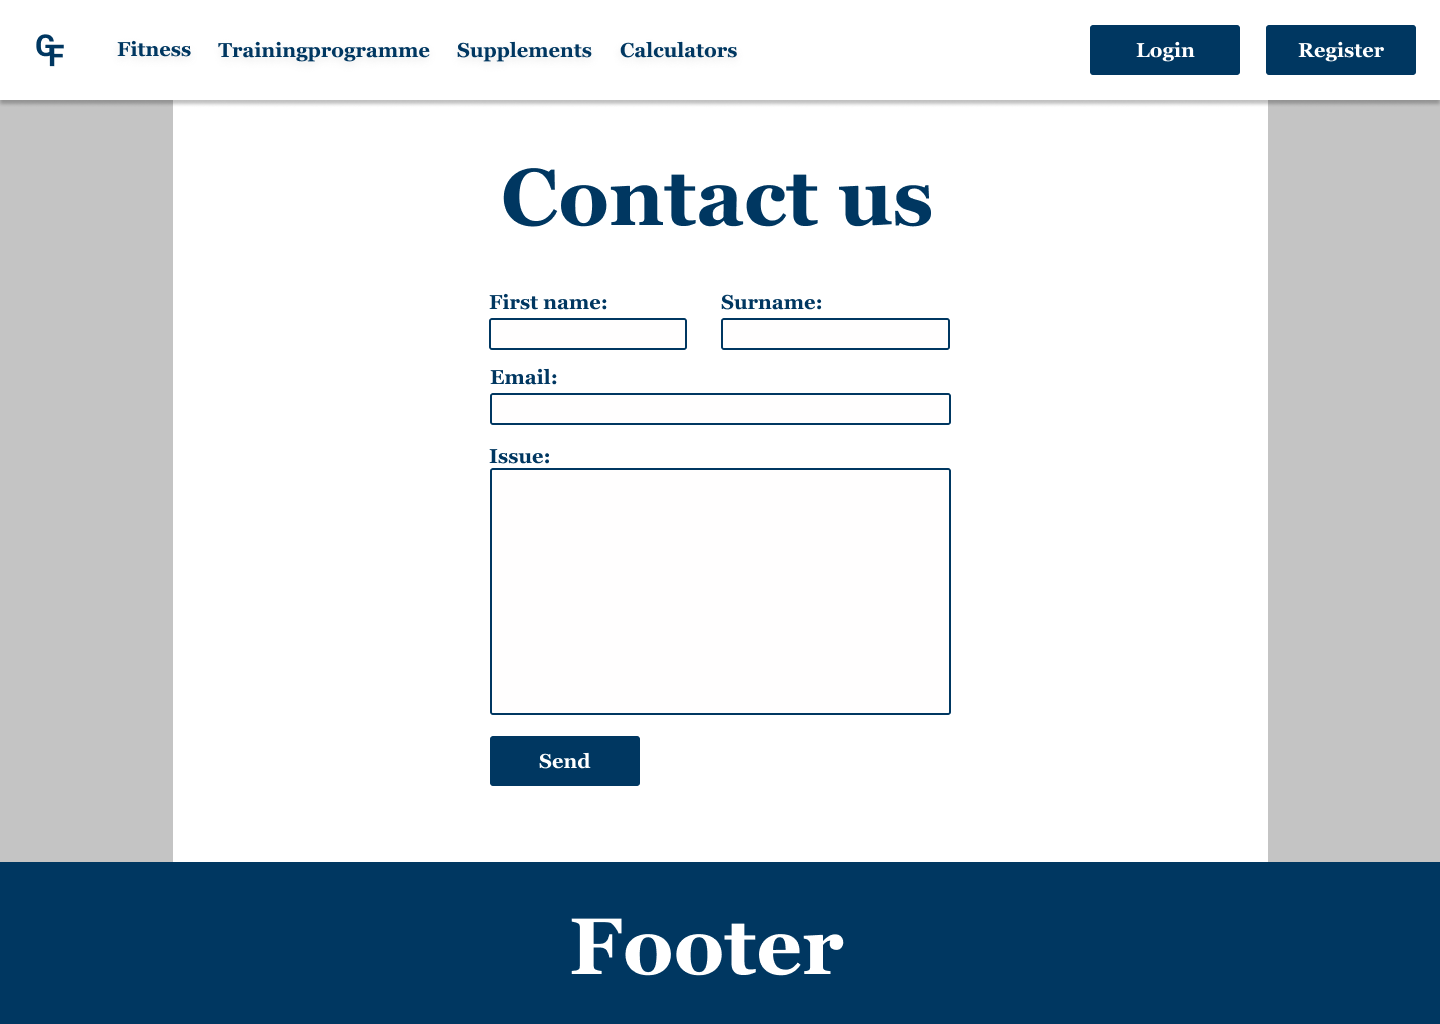 GF Fitness Trainingprogramme Supplements Calculators Login Register
Contact us
First name: Surname:
Email:
Issue:
Send
Footer